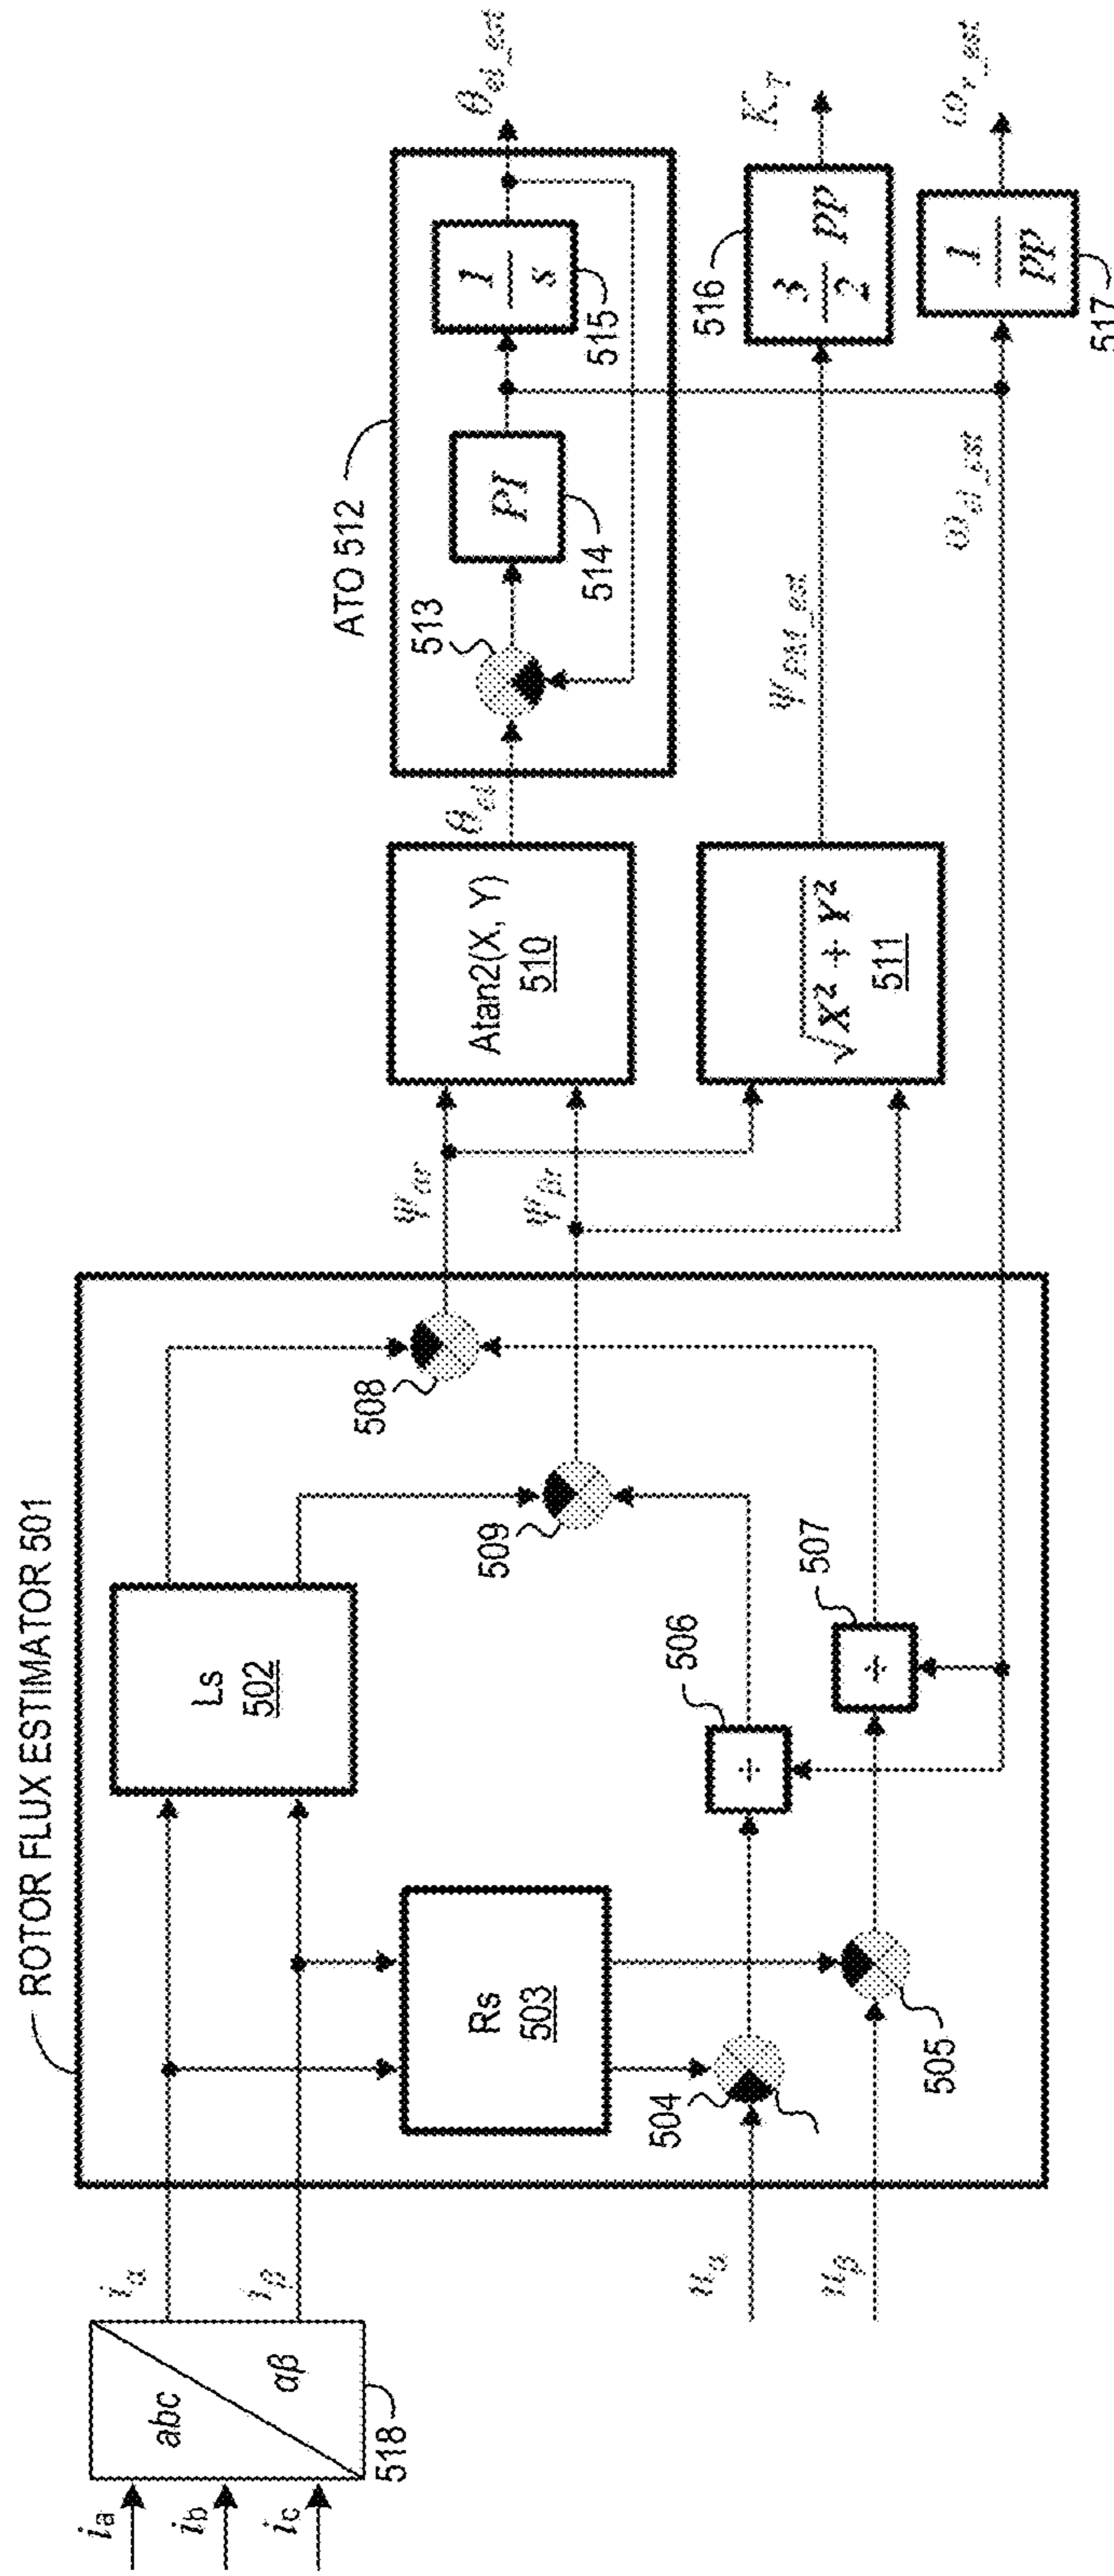 ROTOR FLUX ESTIMATOR 501
i_a
i_b
i_c
abc
αβ
518
i_α
i_β
u_α
u_β
Ls
502
Rs
503
504
505
÷
506
÷
507
508
509
ψ_αr
ψ_βr
Atan2(X, Y)
510
√X² + Y²
511
θ_el
ATO 512
513
PI
514
1
s
515
θ_el_est
ψ_PM_est
3
2
PP
516
K_T
ω_el_est
1
PP
517
ω_r_est